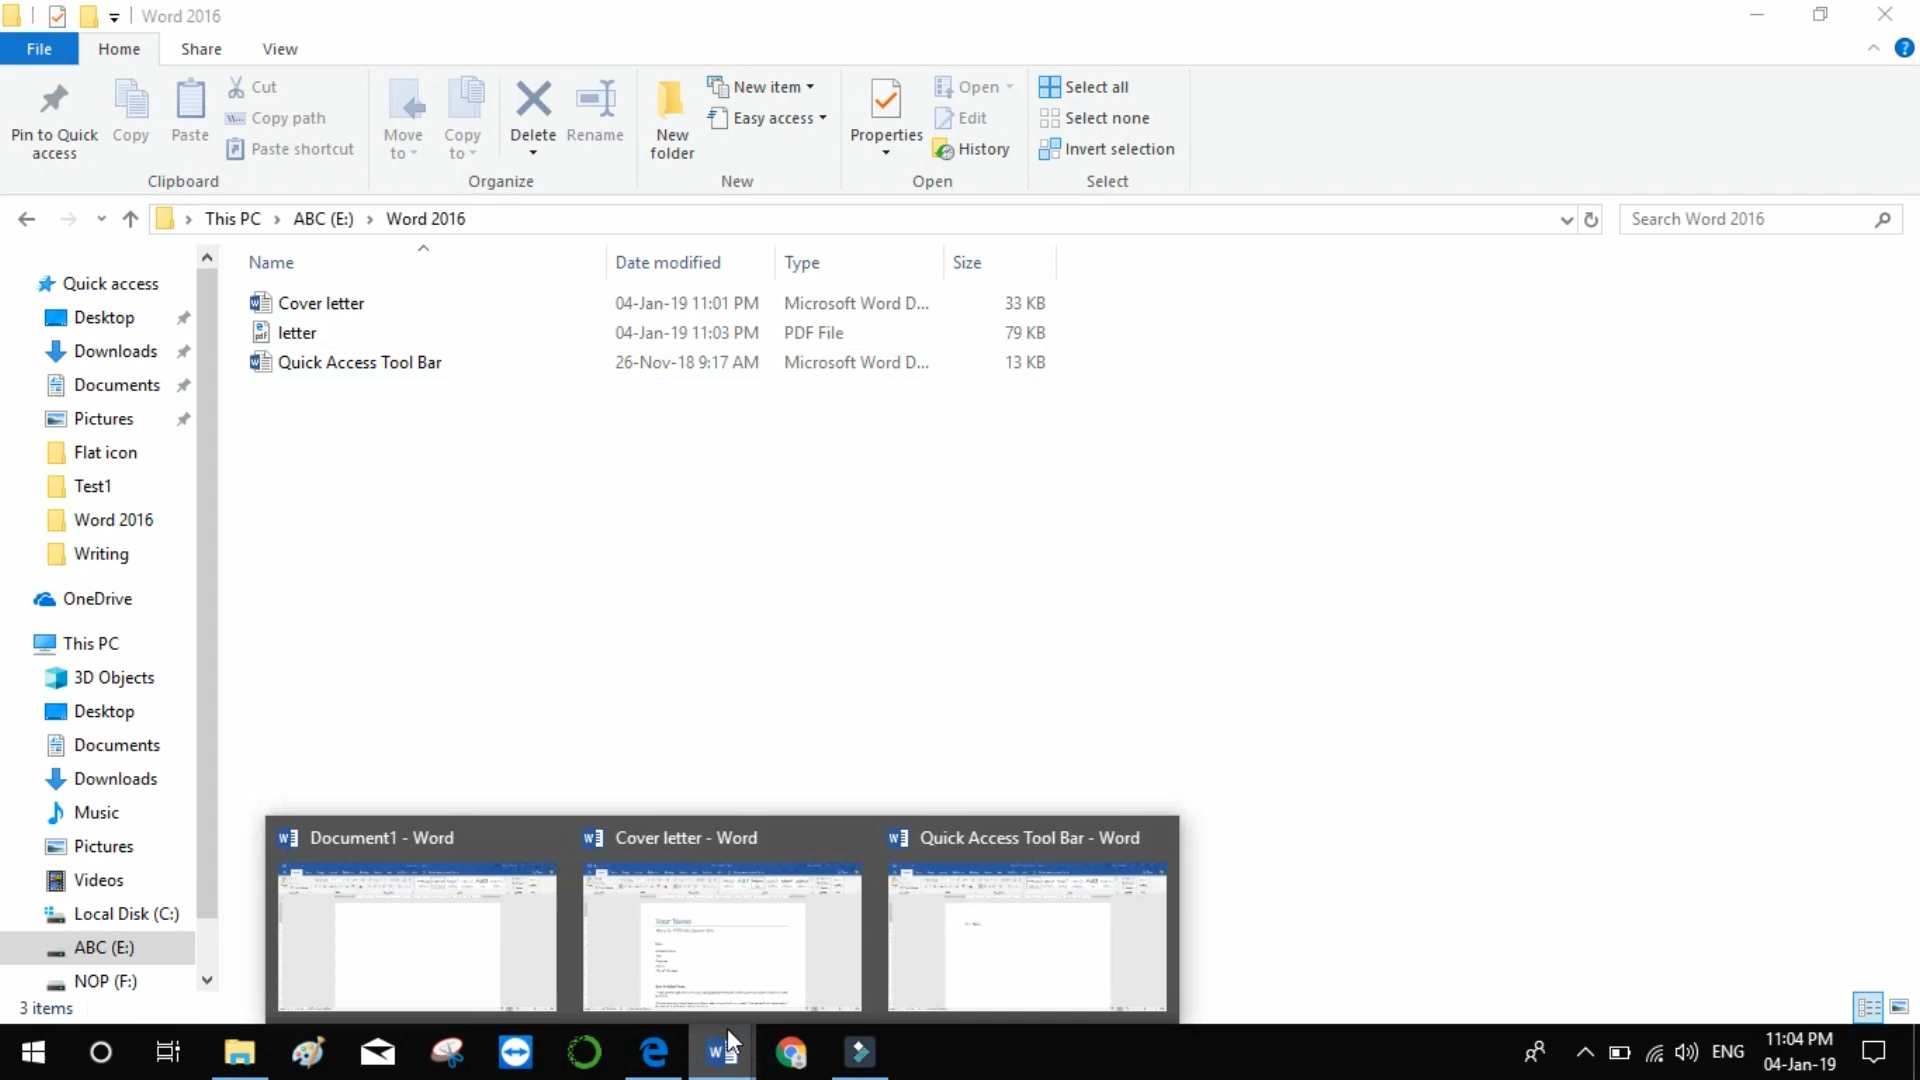 Word 2016
File Home Share View
Pin to Quick access
Copy
Paste
Cut
Copy path
Paste shortcut
Clipboard
Move to
Copy to
Delete
Rename
Organize
New folder
New item
Easy access
New
Properties
Open
Edit
History
Open
Select all
Select none
Invert selection
Select
This PC ABC (E:) Word 2016
Search Word 2016
Name Date modified Type Size
Cover letter 04-Jan-19 11:01 PM Microsoft Word D... 33 KB
letter 04-Jan-19 11:03 PM PDF File 79 KB
Quick Access Tool Bar 26-Nov-18 9:17 AM Microsoft Word D... 13 KB
Quick access
Desktop
Downloads
Documents
Pictures
Flat icon
Test1
Word 2016
Writing
OneDrive
This PC
3D Objects
Desktop
Documents
Downloads
Music
Pictures
Videos
Local Disk (C:)
ABC (E:)
NOP (F:)
3 items
Document1 - Word
Cover letter - Word
Quick Access Tool Bar - Word
Your Name
ENG
11:04 PM
04-Jan-19